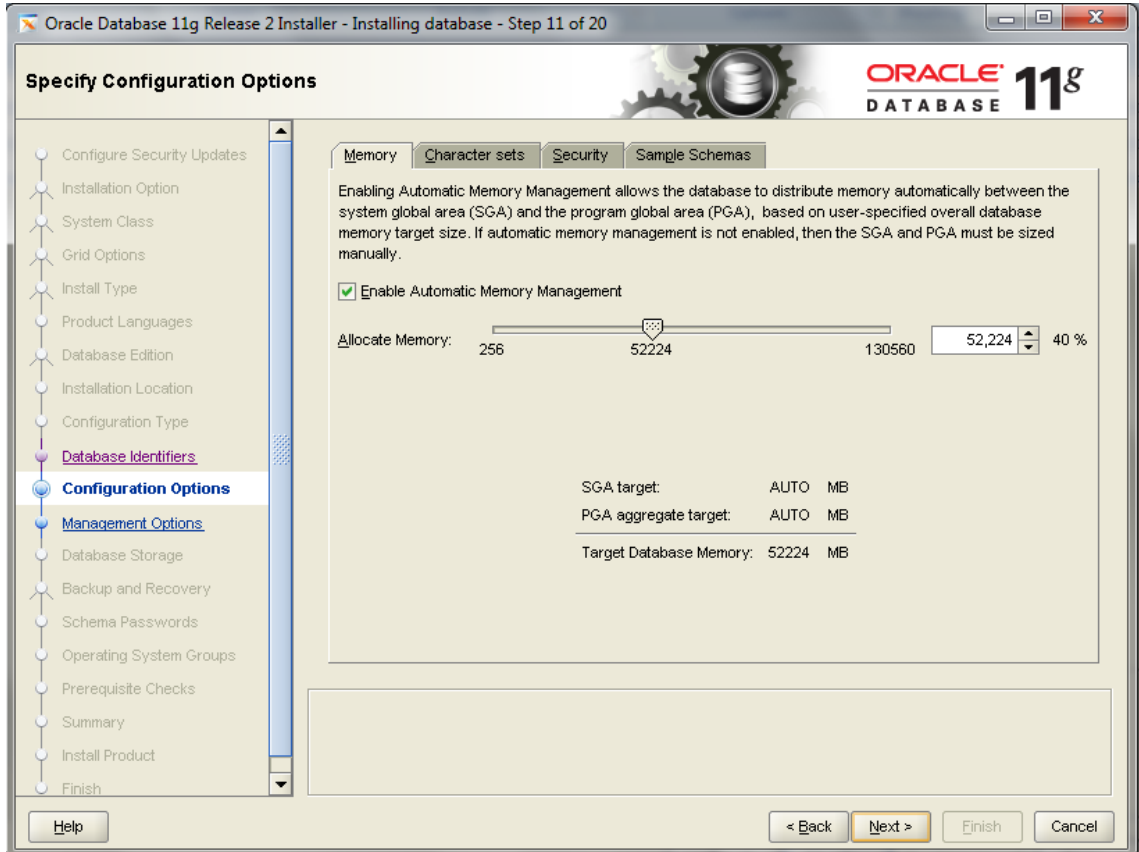 Oracle Database 11g Release 2 Installer - Installing database - Step 11 of 20
Specify Configuration Options
ORACLE
DATABASE
11g
Configure Security Updates
Installation Option
System Class
Grid Options
Install Type
Product Languages
Database Edition
Installation Location
Configuration Type
Database Identifiers
Configuration Options
Management Options
Database Storage
Backup and Recovery
Schema Passwords
Operating System Groups
Prerequisite Checks
Summary
Install Product
Finish
Memory Character sets Security Sample Schemas
Enabling Automatic Memory Management allows the database to distribute memory automatically between the
system global area (SGA) and the program global area (PGA), based on user-specified overall database
memory target size. If automatic memory management is not enabled, then the SGA and PGA must be sized
manually.
Enable Automatic Memory Management
Allocate Memory: 52,224 40 %
256 52224 130560
SGA target: AUTO MB
PGA aggregate target: AUTO MB
Target Database Memory: 52224 MB
Help < Back Next > Finish Cancel